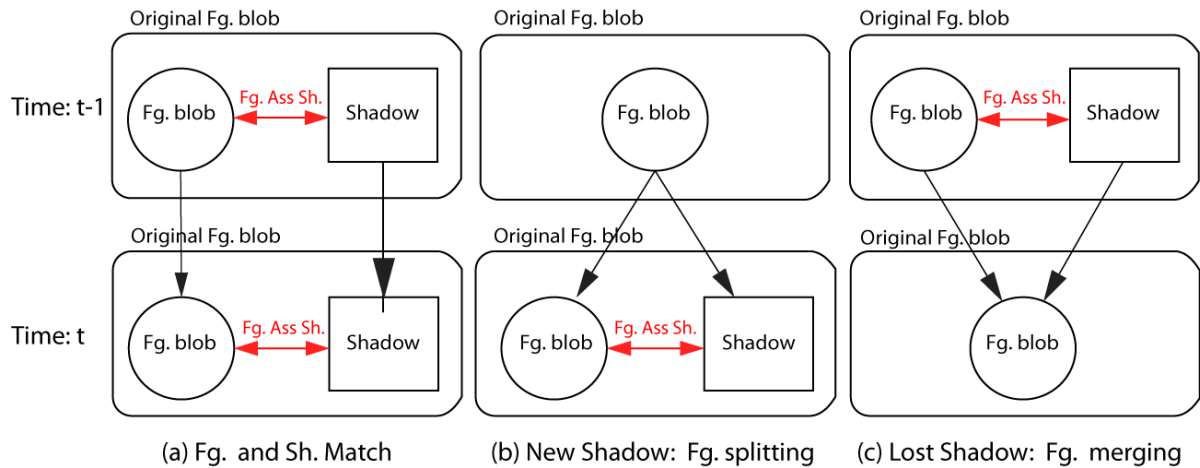 Original Fg. blob
Original Fg. blob
Original Fg. blob
Time: t-1
Fg. blob
Fg. Ass Sh.
Shadow
Fg. blob
Fg. blob
Fg. Ass Sh.
Shadow
Original Fg. blob
Original Fg. blob
Original Fg. blob
Time: t
Fg. blob
Fg. Ass Sh.
Shadow
Fg. blob
Fg. Ass Sh.
Shadow
Fg. blob
(a) Fg. and Sh. Match
(b) New Shadow: Fg. splitting
(c) Lost Shadow: Fg. merging